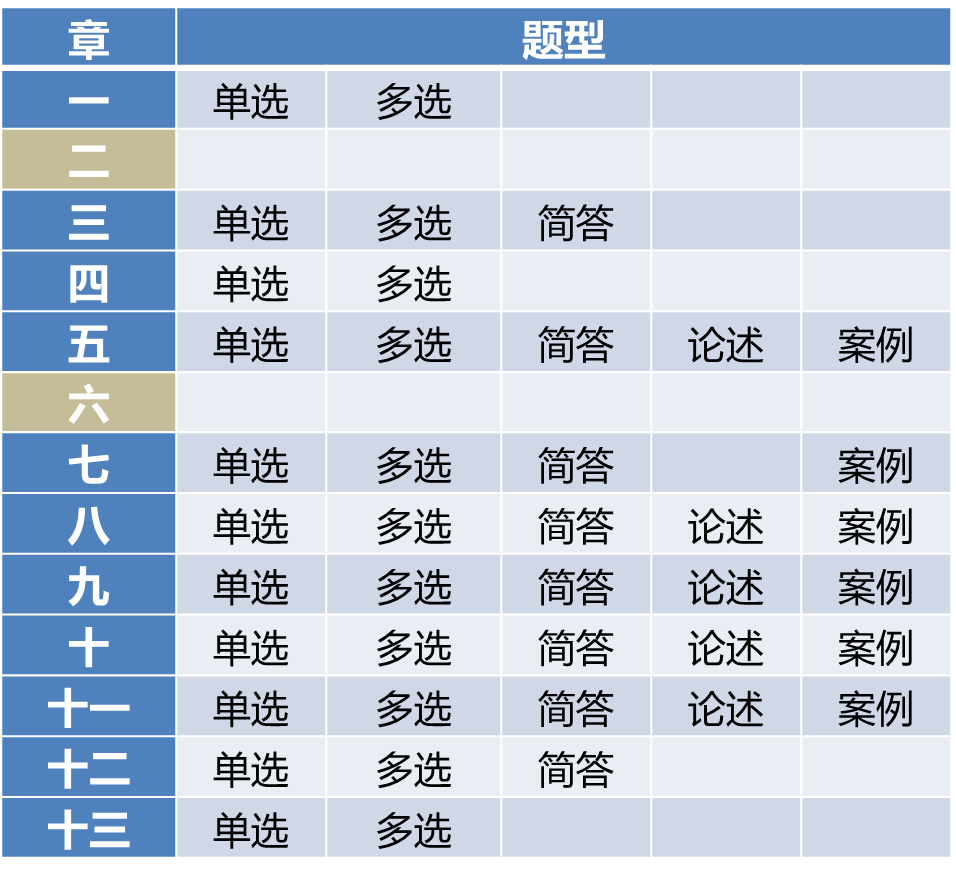 章 题型
一 单选 多选
二
三 单选 多选 简答
四 单选 多选
五 单选 多选 简答 论述 案例
六
七 单选 多选 简答 案例
八 单选 多选 简答 论述 案例
九 单选 多选 简答 论述 案例
十 单选 多选 简答 论述 案例
十一 单选 多选 简答 论述 案例
十二 单选 多选 简答
十三 单选 多选